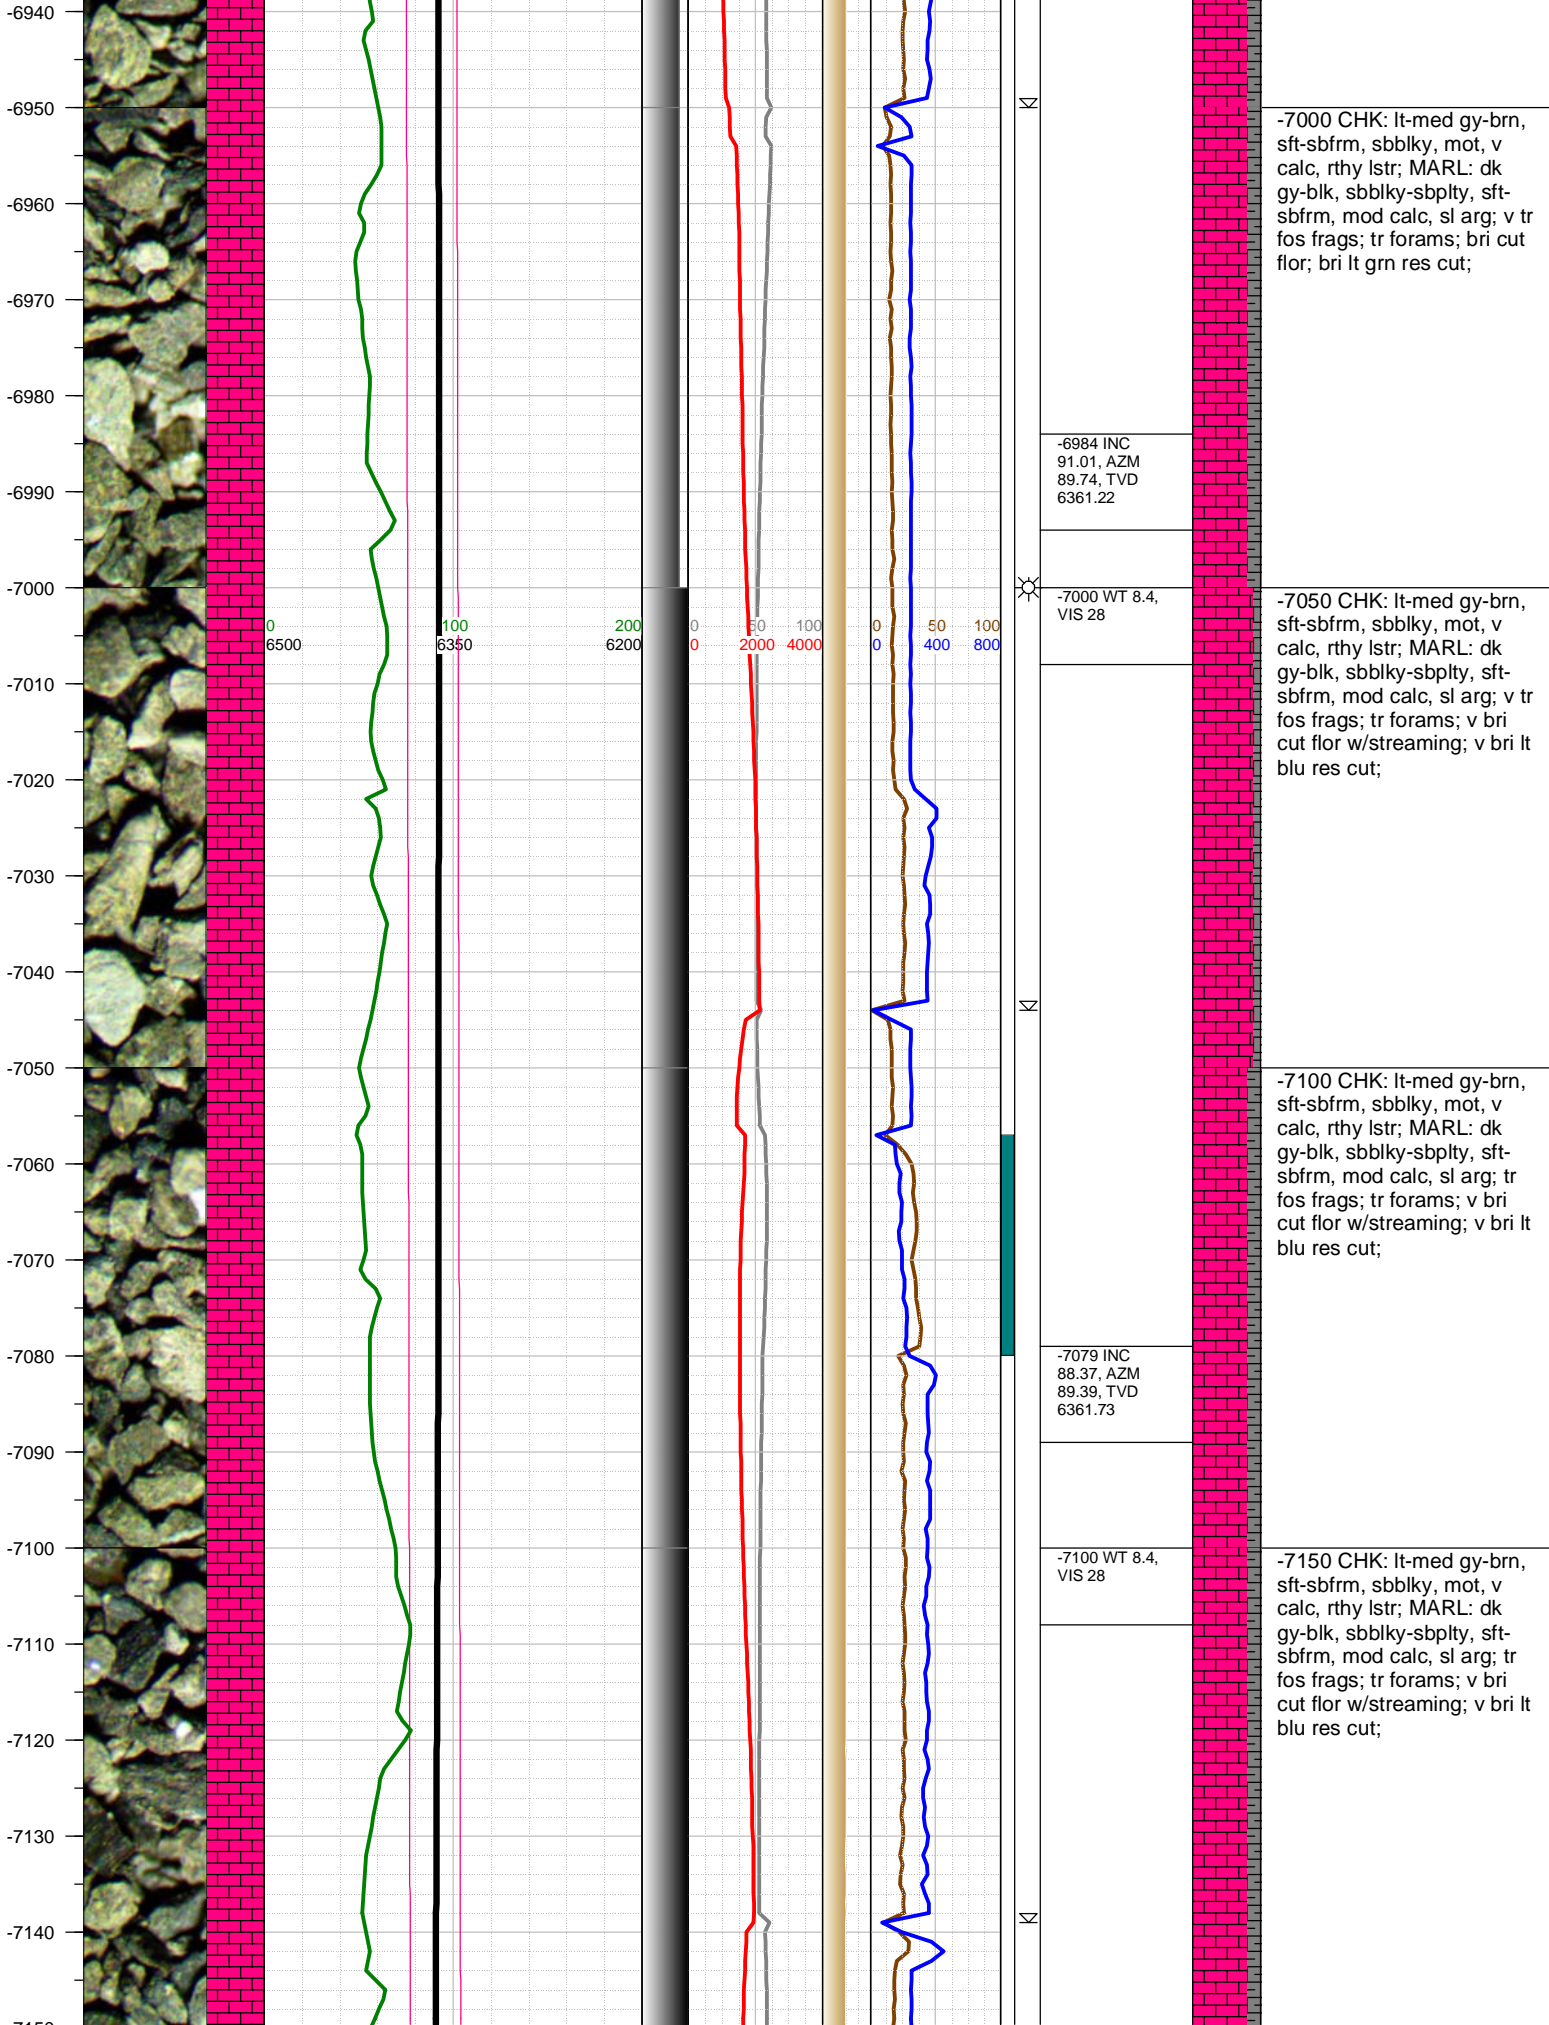 -6940
-6950
-6960
-6970
-6980
-6990
-7000
-7010
-7020
-7030
-7040
-7050
-7060
-7070
-7080
-7090
-7100
-7110
-7120
-7130
-7140
0 100 200
6500 6350 6200
0 50 100
0 2000 4000
0 50 100
0 400 800
-6984 INC
91.01, AZM
89.74, TVD
6361.22
-7000 WT 8.4,
VIS 28
-7079 INC
88.37, AZM
89.39, TVD
6361.73
-7100 WT 8.4,
VIS 28
-7000 CHK: lt-med gy-brn,
sft-sbfrm, sbblky, mot, v
calc, rthy lstr; MARL: dk
gy-blk, sbblky-sbplty, sft-
sbfrm, mod calc, sl arg; v tr
fos frags; tr forams; bri cut
flor; bri lt grn res cut;
-7050 CHK: lt-med gy-brn,
sft-sbfrm, sbblky, mot, v
calc, rthy lstr; MARL: dk
gy-blk, sbblky-sbplty, sft-
sbfrm, mod calc, sl arg; v tr
fos frags; tr forams; v bri
cut flor w/streaming; v bri lt
blu res cut;
-7100 CHK: lt-med gy-brn,
sft-sbfrm, sbblky, mot, v
calc, rthy lstr; MARL: dk
gy-blk, sbblky-sbplty, sft-
sbfrm, mod calc, sl arg; tr
fos frags; tr forams; v bri
cut flor w/streaming; v bri lt
blu res cut;
-7150 CHK: lt-med gy-brn,
sft-sbfrm, sbblky, mot, v
calc, rthy lstr; MARL: dk
gy-blk, sbblky-sbplty, sft-
sbfrm, mod calc, sl arg; tr
fos frags; tr forams; v bri
cut flor w/streaming; v bri lt
blu res cut;